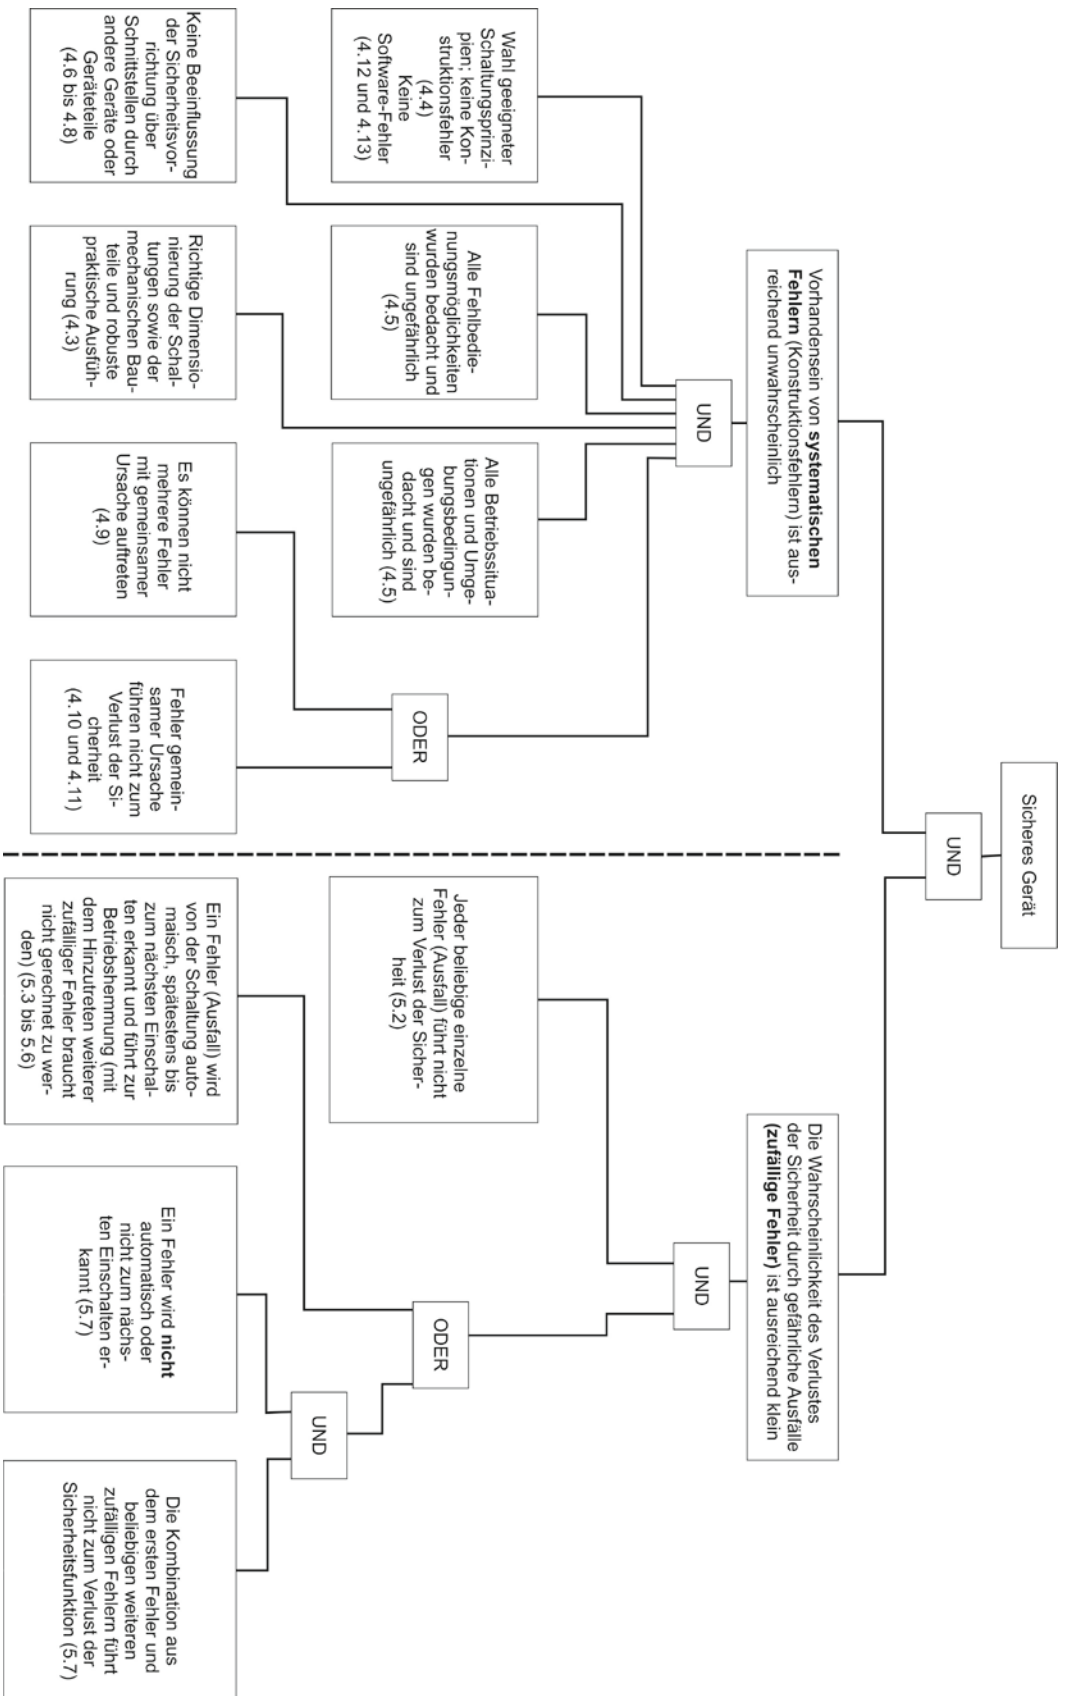 Sicheres Gerät
UND
Vorhandensein von systematischen
Fehlern (Konstruktionsfehlern) ist aus-
reichend unwahrscheinlich
UND
Wahl geeigneter
Schaltungsprinzi-
pien; keine Kon-
struktionsfehler
(4.4)
Keine
Software-Fehler
(4.12 und 4.13)
Alle Fehlbedie-
nungsmöglichkeiten
wurden bedacht und
sind ungefährlich
(4.5)
Alle Betriebssitua-
tionen und Umge-
bungsbedingun-
gen wurden be-
dacht und sind
ungefährlich (4.5)
ODER
Keine Beeinflussung
der Sicherheitsvor-
richtung über
Schnittstellen durch
andere Geräte oder
Geräteteile
(4.6 bis 4.8)
Richtige Dimensio-
nierung der Schal-
tungen sowie der
mechanischen Bau-
teile und robuste
praktische Ausfüh-
rung (4.3)
Es können nicht
mehrere Fehler
mit gemeinsamer
Ursache auftreten
(4.9)
Fehler gemein-
samer Ursache
führen nicht zum
Verlust der Si-
cherheit
(4.10 und 4.11)
Die Wahrscheinlichkeit des Verlustes
der Sicherheit durch gefährliche Ausfälle
(zufällige Fehler) ist ausreichend klein
UND
Jeder beliebige einzelne
Fehler (Ausfall) führt nicht
zum Verlust der Sicher-
heit (5.2)
ODER
UND
Ein Fehler (Ausfall) wird
von der Schaltung auto-
maisch, spätestens bis
zum nächsten Einschal-
ten erkannt und führt zur
Betriebshemmung (mit
dem Hinzutreten weiterer
zufälliger Fehler braucht
nicht gerechnet zu wer-
den) (5.3 bis 5.6)
Ein Fehler wird nicht
automatisch oder
nicht zum nächs-
ten Einschalten er-
kannt (5.7)
Die Kombination aus
dem ersten Fehler und
beliebigen weiteren
zufälligen Fehlern führt
nicht zum Verlust der
Sicherheitsfunktion (5.7)